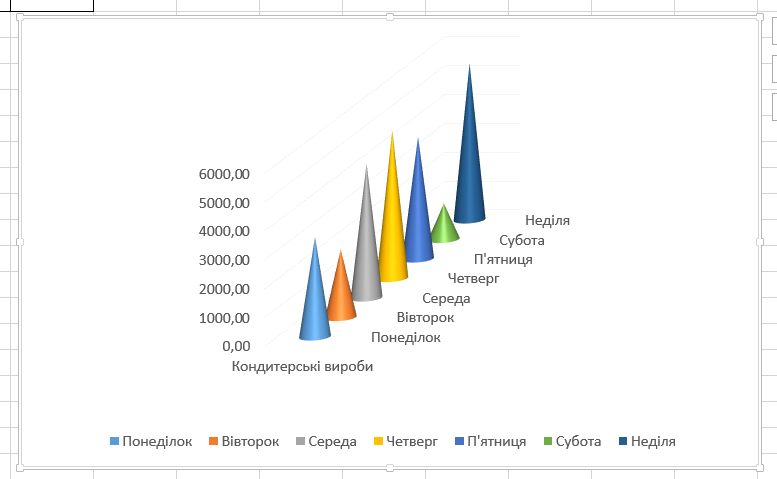 6000,00
5000,00
4000,00
3000,00
2000,00
1000,00
0,00
Неділя
Субота
П'ятниця
Четверг
Середа
Вівторок
Понеділок
Кондитерські вироби
Понеділок Вівторок Середа Четверг П'ятниця Субота Неділя